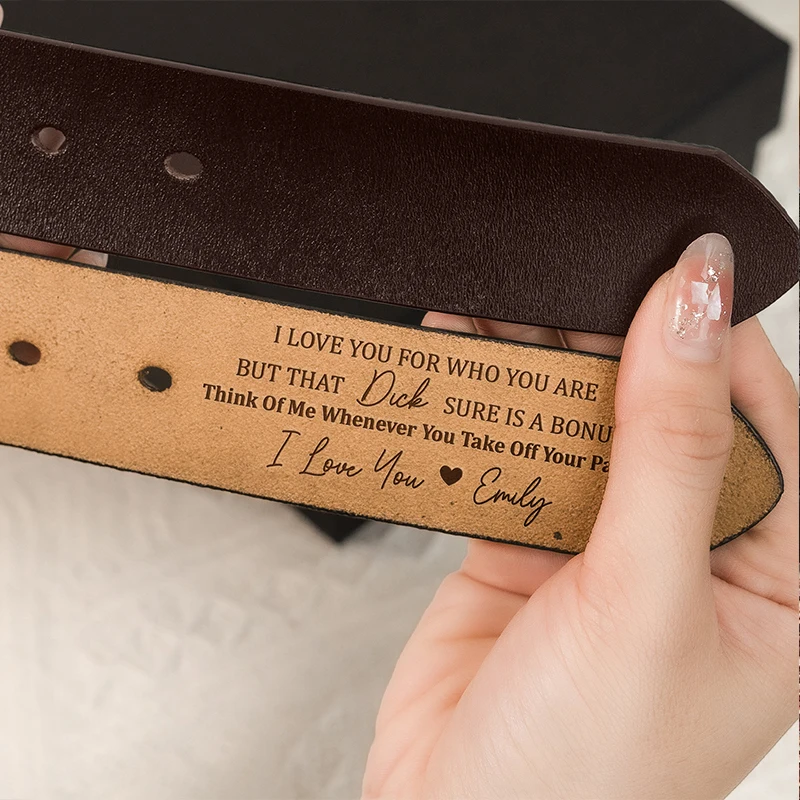 I LOVE YOU FOR WHO YOU ARE
BUT THAT Dick SURE IS A BONU
Think Of Me Whenever You Take Off Your Pa
I Love You ♥ Emily